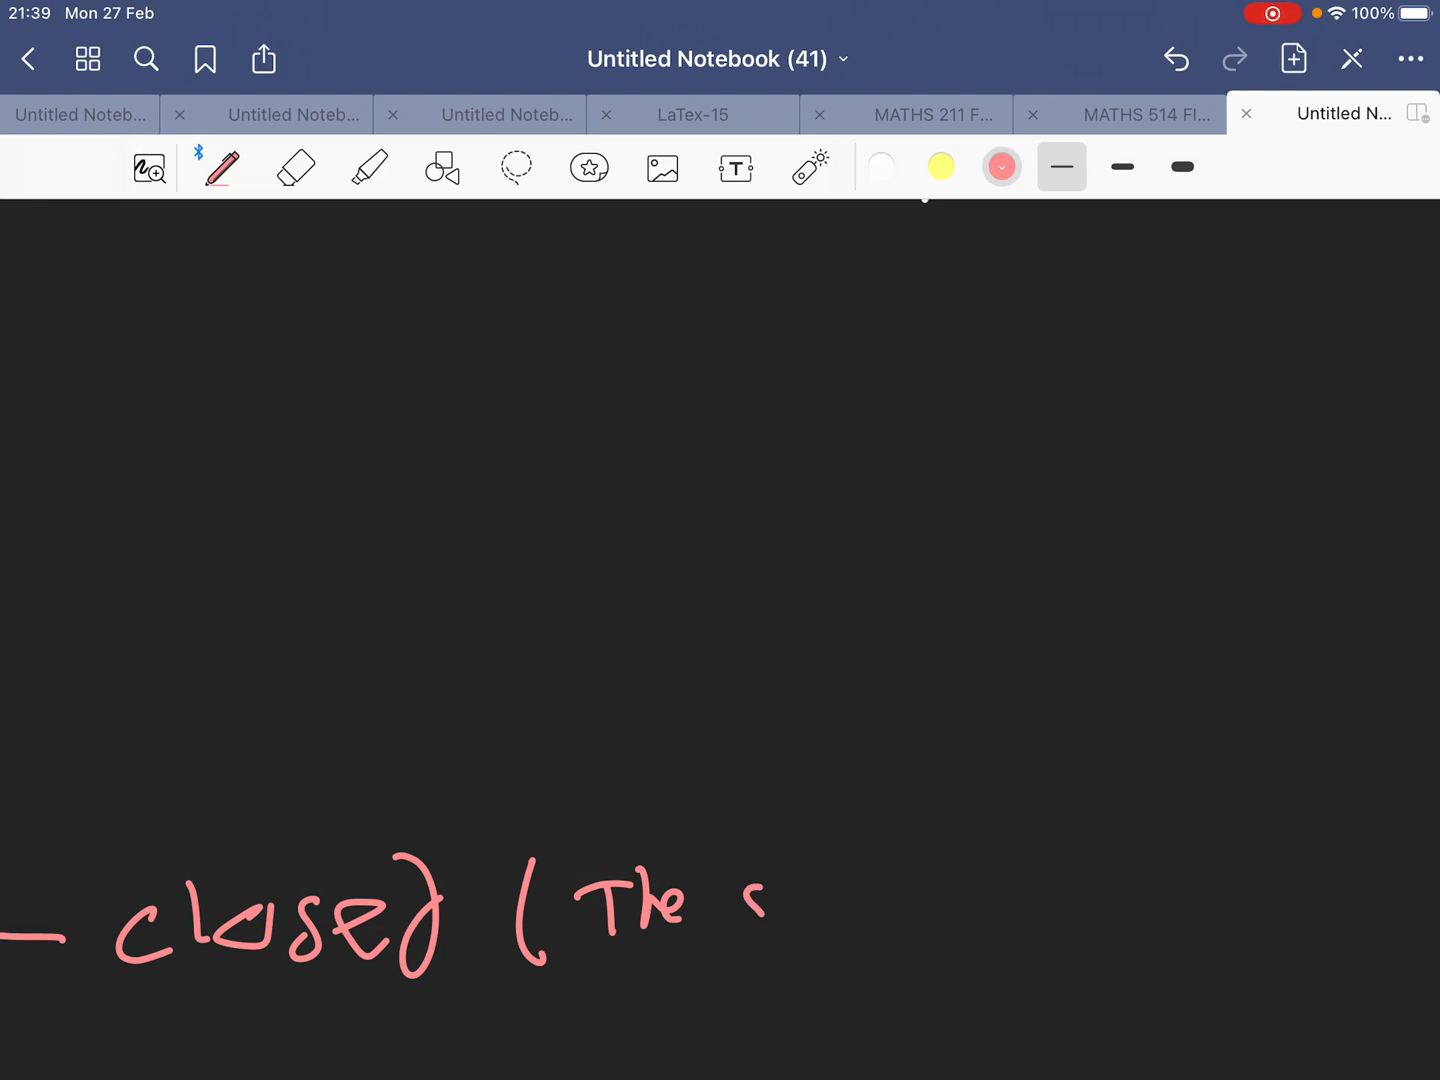 21:39 Mon 27 Feb 100%
Untitled Notebook (41)
Untitled Noteb... Untitled Noteb... Untitled Noteb... LaTex-15 MATHS 211 F... MATHS 514 FI... Untitled N...
T
— closed (The